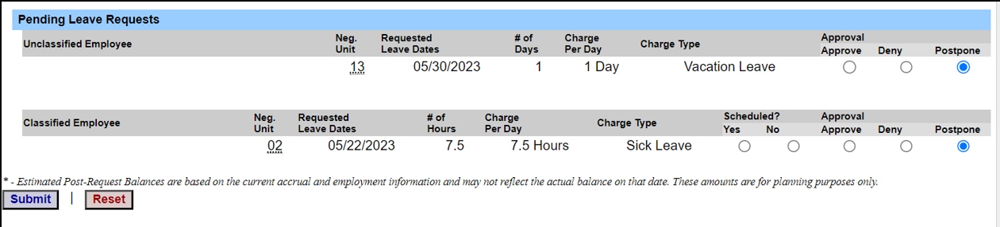 Pending Leave Requests
Unclassified Employee Neg. Unit Requested Leave Dates # of Days Charge Per Day Charge Type Approval
Approve Deny Postpone
13 05/30/2023 1 1 Day Vacation Leave
Classified Employee Neg. Unit Requested Leave Dates # of Hours Charge Per Day Charge Type Scheduled? Approval
Yes No Approve Deny Postpone
02 05/22/2023 7.5 7.5 Hours Sick Leave
* - Estimated Post-Request Balances are based on the current accrual and employment information and may not reflect the actual balance on that date. These amounts are for planning purposes only.
Submit | Reset